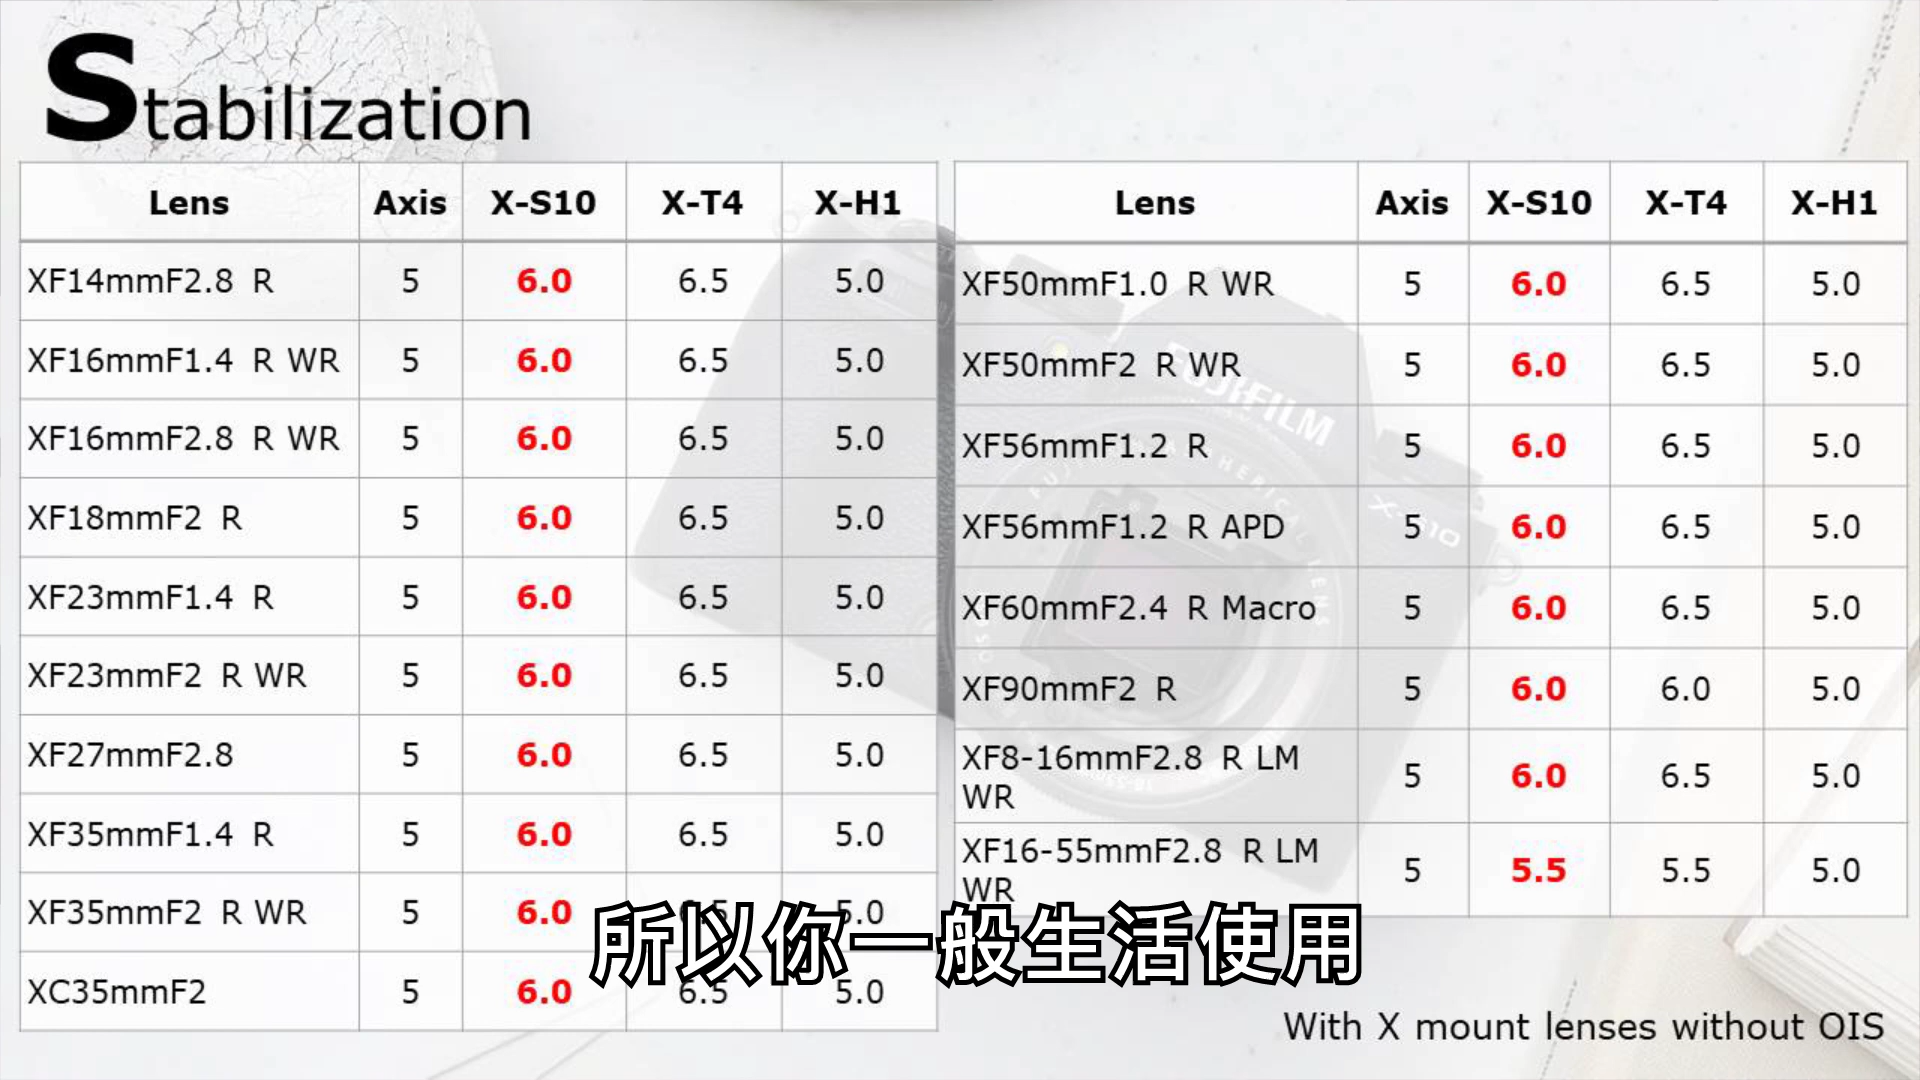 Stabilization
Lens Axis X-S10 X-T4 X-H1
XF14mmF2.8 R 5 6.0 6.5 5.0
XF16mmF1.4 R WR 5 6.0 6.5 5.0
XF16mmF2.8 R WR 5 6.0 6.5 5.0
XF18mmF2 R 5 6.0 6.5 5.0
XF23mmF1.4 R 5 6.0 6.5 5.0
XF23mmF2 R WR 5 6.0 6.5 5.0
XF27mmF2.8 5 6.0 6.5 5.0
XF35mmF1.4 R 5 6.0 6.5 5.0
XF35mmF2 R WR 5 6.0 6.5 5.0
XC35mmF2 5 6.0 6.5 5.0
Lens Axis X-S10 X-T4 X-H1
XF50mmF1.0 R WR 5 6.0 6.5 5.0
XF50mmF2 R WR 5 6.0 6.5 5.0
XF56mmF1.2 R 5 6.0 6.5 5.0
XF56mmF1.2 R APD 5 6.0 6.5 5.0
XF60mmF2.4 R Macro 5 6.0 6.5 5.0
XF90mmF2 R 5 6.0 6.0 5.0
XF8-16mmF2.8 R LM
WR 5 6.0 6.5 5.0
XF16-55mmF2.8 R LM
WR 5 5.5 5.5 5.0
所以你一般生活使用
With X mount lenses without OIS
FUJIFILM
X-S10